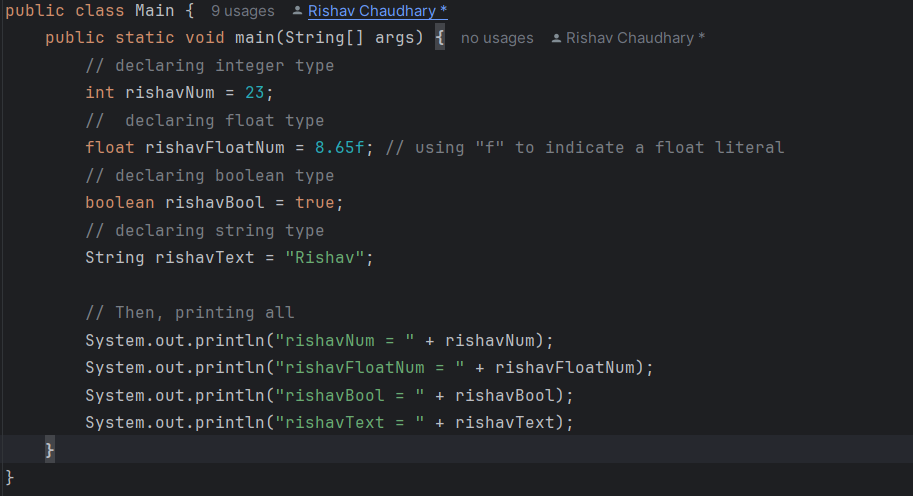 public class Main {  9 usages  Rishav Chaudhary *
    public static void main(String[] args) {  no usages  Rishav Chaudhary *
        // declaring integer type
        int rishavNum = 23;
        //  declaring float type
        float rishavFloatNum = 8.65f; // using "f" to indicate a float literal
        // declaring boolean type
        boolean rishavBool = true;
        // declaring string type
        String rishavText = "Rishav";

        // Then, printing all
        System.out.println("rishavNum = " + rishavNum);
        System.out.println("rishavFloatNum = " + rishavFloatNum);
        System.out.println("rishavBool = " + rishavBool);
        System.out.println("rishavText = " + rishavText);
    }
}